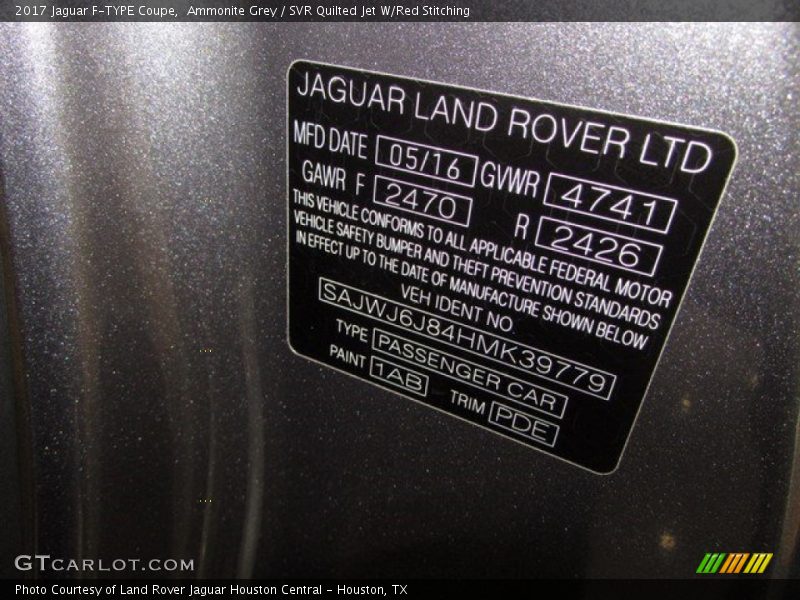 2017 Jaguar F-TYPE Coupe,  Ammonite Grey / SVR Quilted Jet W/Red Stitching
JAGUAR LAND ROVER LTD
MFD DATE 05/16 GVWR 4741
GAWR F 2470 R 2426
THIS VEHICLE CONFORMS TO ALL APPLICABLE FEDERAL MOTOR
VEHICLE SAFETY BUMPER AND THEFT PREVENTION STANDARDS
IN EFFECT UP TO THE DATE OF MANUFACTURE SHOWN BELOW
VEH IDENT NO
SAJWJ6J84HMK39779
TYPE PASSENGER CAR
PAINT 1AB TRIM PDE
GTCARLOT.COM
Photo Courtesy of Land Rover Jaguar Houston Central - Houston, TX